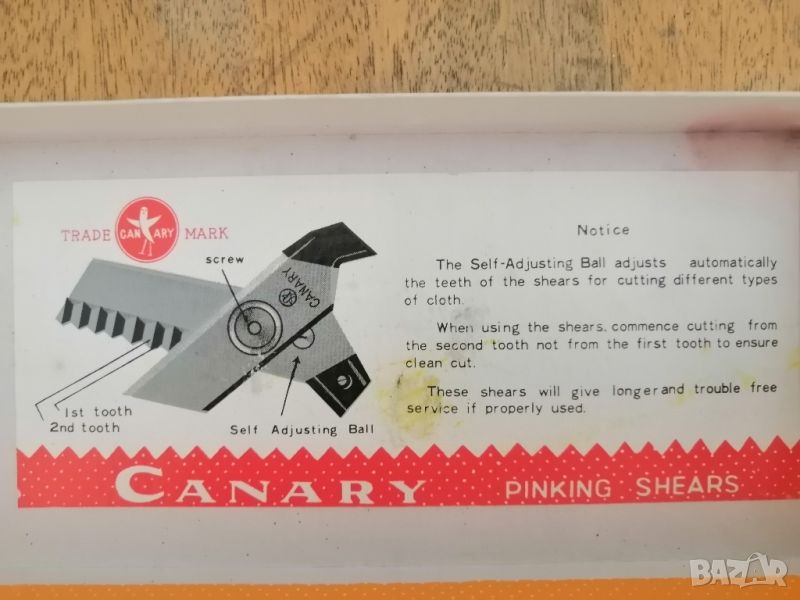 TRADE CANARY MARK
screw
CANARY
1st tooth
2nd tooth
Self Adjusting Ball
Notice
The Self-Adjusting Ball adjusts automatically
the teeth of the shears for cutting different types
of cloth.
When using the shears, commence cutting from
the second tooth not from the first tooth to ensure
clean cut.
These shears will give longer and trouble free
service if properly used.
CANARY PINKING SHEARS
BAZAR